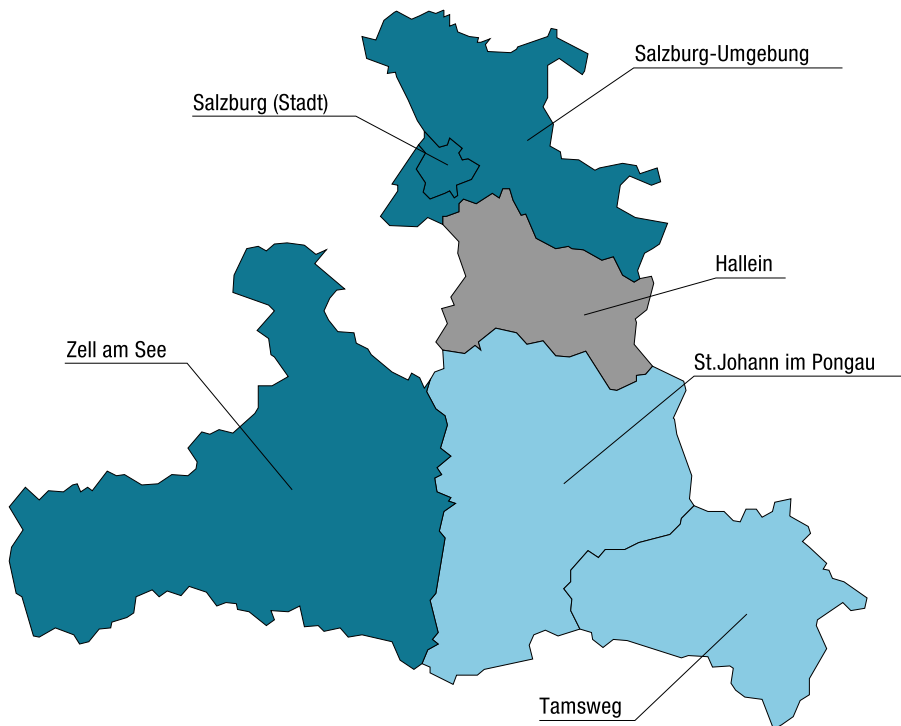 Salzburg-Umgebung
Salzburg (Stadt)
Hallein
Zell am See
St.Johann im Pongau
Tamsweg